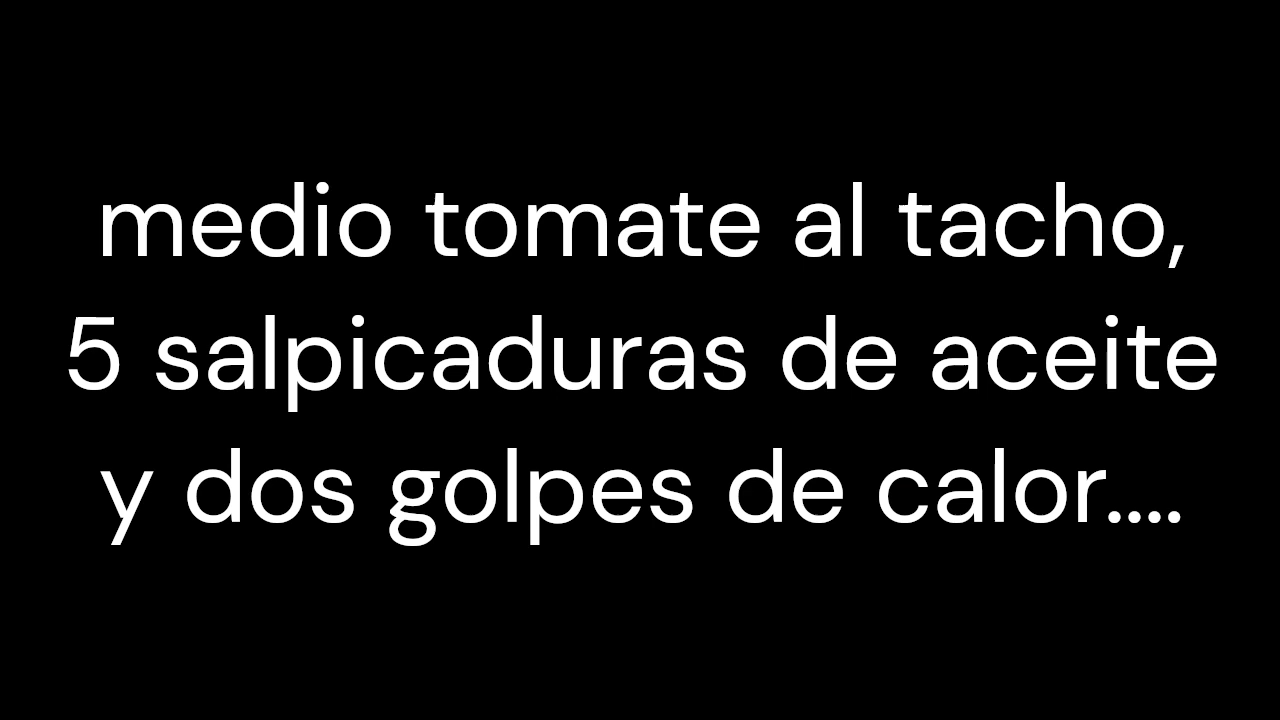 medio tomate al tacho,
5 salpicaduras de aceite
y dos golpes de calor....